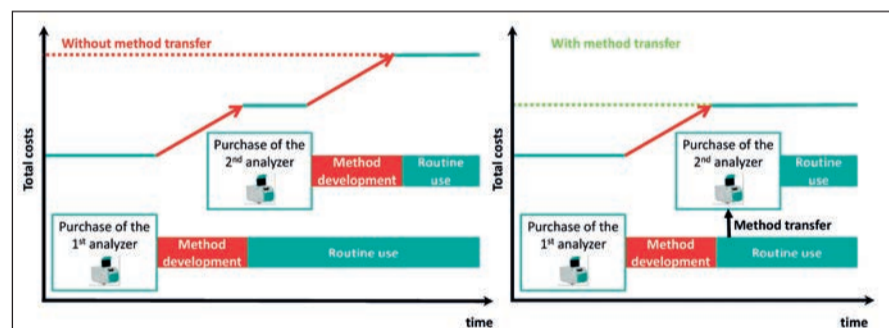 Without method transfer
Total costs
Purchase of the
2nd analyzer
Method
development
Routine
use
Purchase of the
1st analyzer
Method
development
Routine use
time
With method transfer
Total costs
Purchase of the
2nd analyzer
Routine
use
Method transfer
Purchase of the
1st analyzer
Method
development
Routine use
time